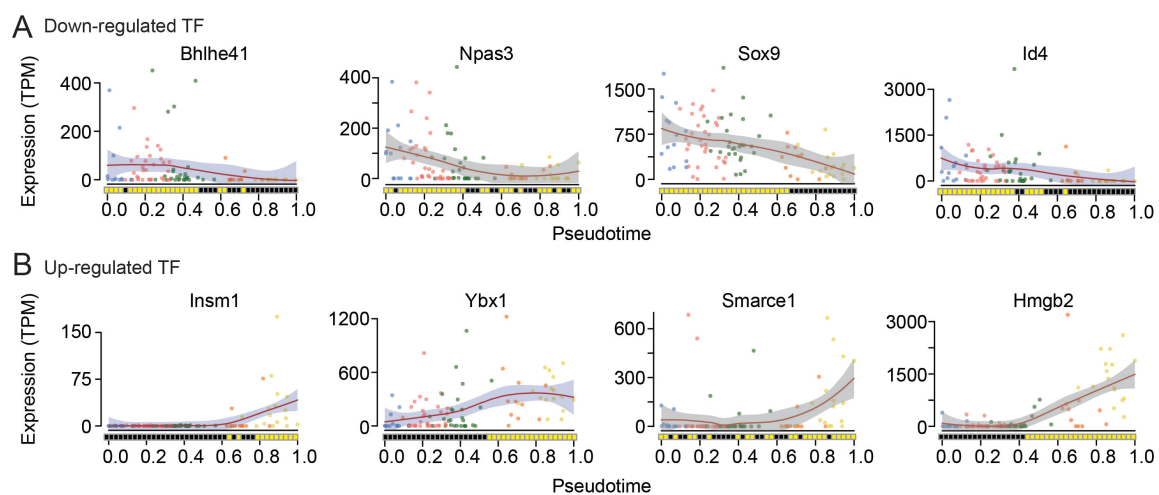 A Down-regulated TF
Bhlhe41 Npas3 Sox9 Id4
Expression (TPM)
400
200
0
400
200
0
1500
750
0
3000
1500
0
0.0 0.2 0.4 0.6 0.8 1.0
0.0 0.2 0.4 0.6 0.8 1.0
0.0 0.2 0.4 0.6 0.8 1.0
0.0 0.2 0.4 0.6 0.8 1.0
Pseudotime
B Up-regulated TF
Insm1 Ybx1 Smarce1 Hmgb2
Expression (TPM)
150
75
0
1200
600
0
600
300
0
3000
1500
0
0.0 0.2 0.4 0.6 0.8 1.0
0.0 0.2 0.4 0.6 0.8 1.0
0.0 0.2 0.4 0.6 0.8 1.0
0.0 0.2 0.4 0.6 0.8 1.0
Pseudotime